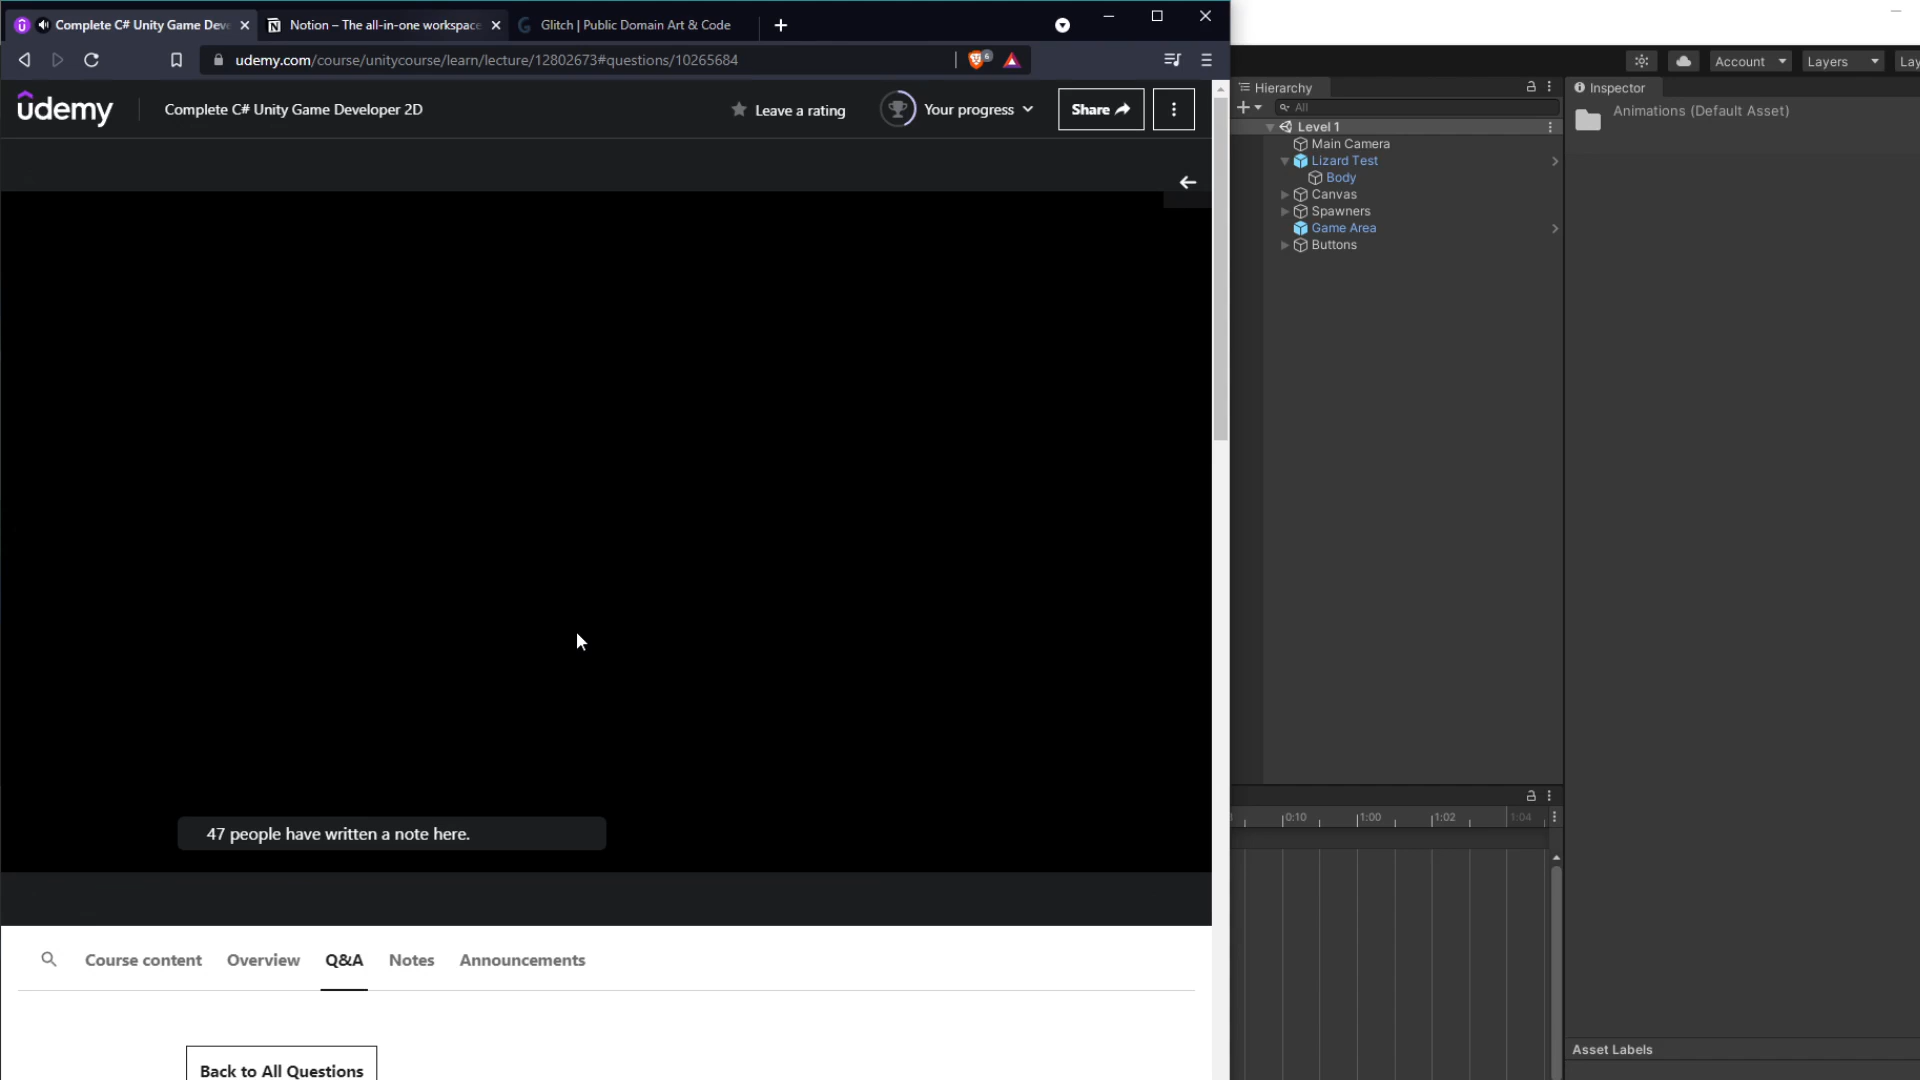 Complete C# Unity Game Deve
Notion – The all-in-one workspace
Glitch | Public Domain Art & Code
udemy.com/course/unitycourse/learn/lecture/12802673#questions/10265684
6
Account
Layers
Lay
udemy
Complete C# Unity Game Developer 2D
Leave a rating
Your progress
Share
Hierarchy
All
Level 1
Main Camera
Lizard Test
Body
Canvas
Spawners
Game Area
Buttons
Inspector
Animations (Default Asset)
47 people have written a note here.
0:10
1:00
1:02
1:04
Course content
Overview
Q&A
Notes
Announcements
Back to All Questions
Asset Labels